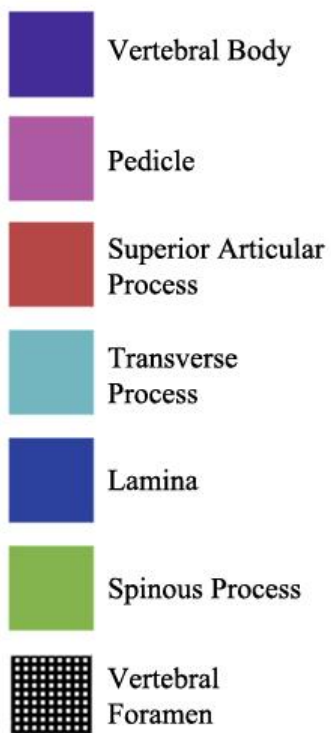 Vertebral Body
Pedicle
Superior Articular
Process
Transverse
Process
Lamina
Spinous Process
Vertebral
Foramen